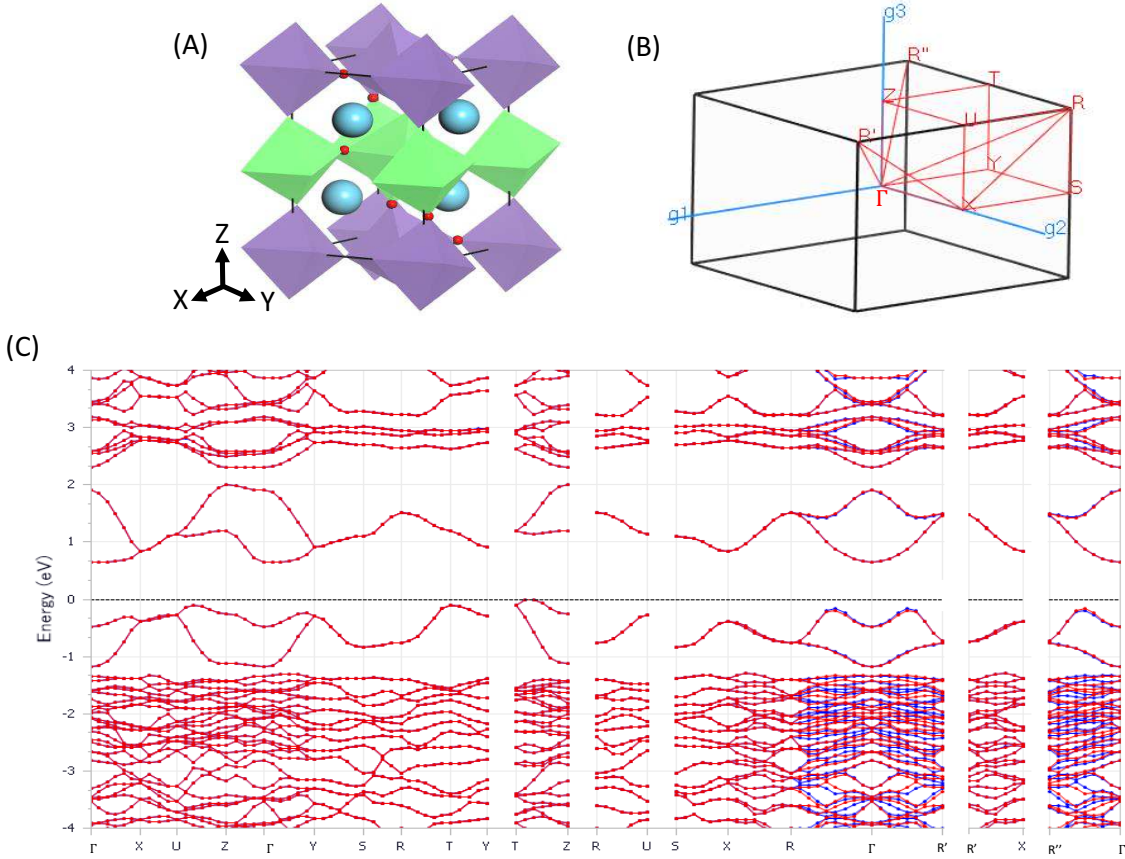 (A)
Z
X
Y
(B)
g3
R"
T
Z
R
U
R'
Y
S
Γ
X
g1
g2
(C)
Energy (eV)
4
3
2
1
0
-1
-2
-3
-4
Γ X U Z Γ Y S R T Y T Z R U S X R Γ R' R' X R'' Γ